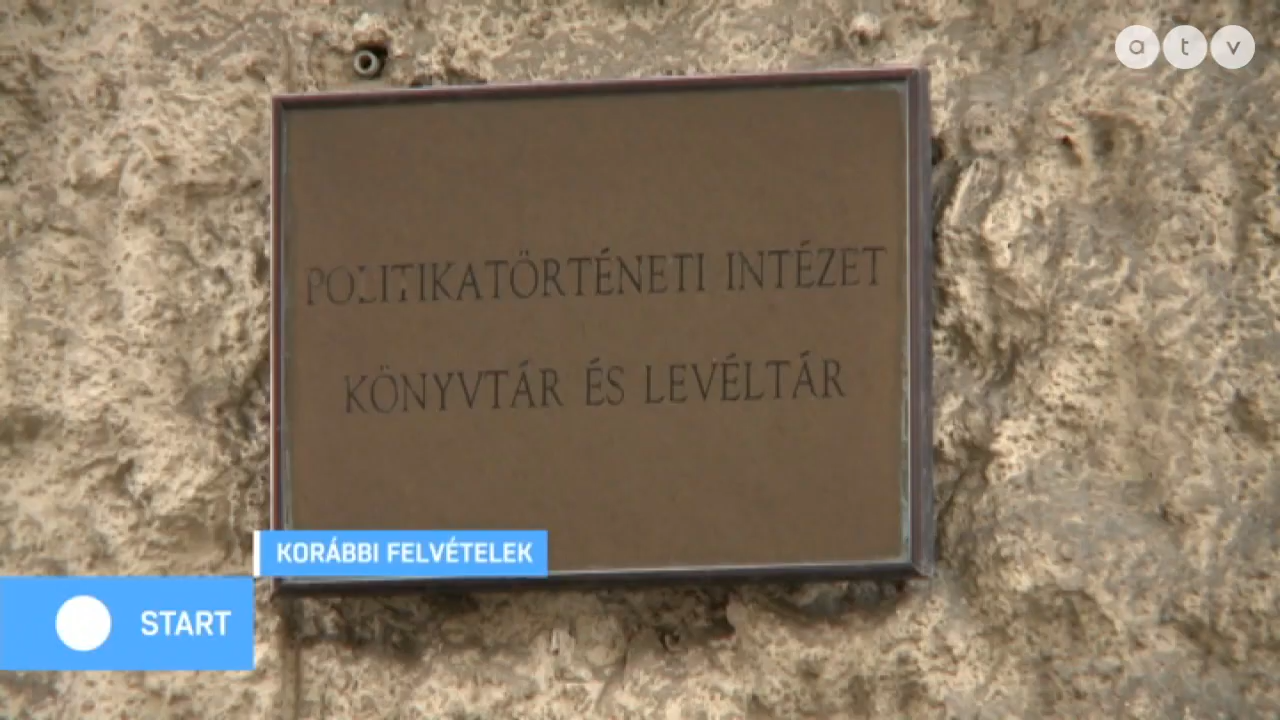 atv
POLITIKATÖRTÉNETI INTÉZET
KÖNYVTÁR ÉS LEVÉLTÁR
KORÁBBI FELVÉTELEK
START